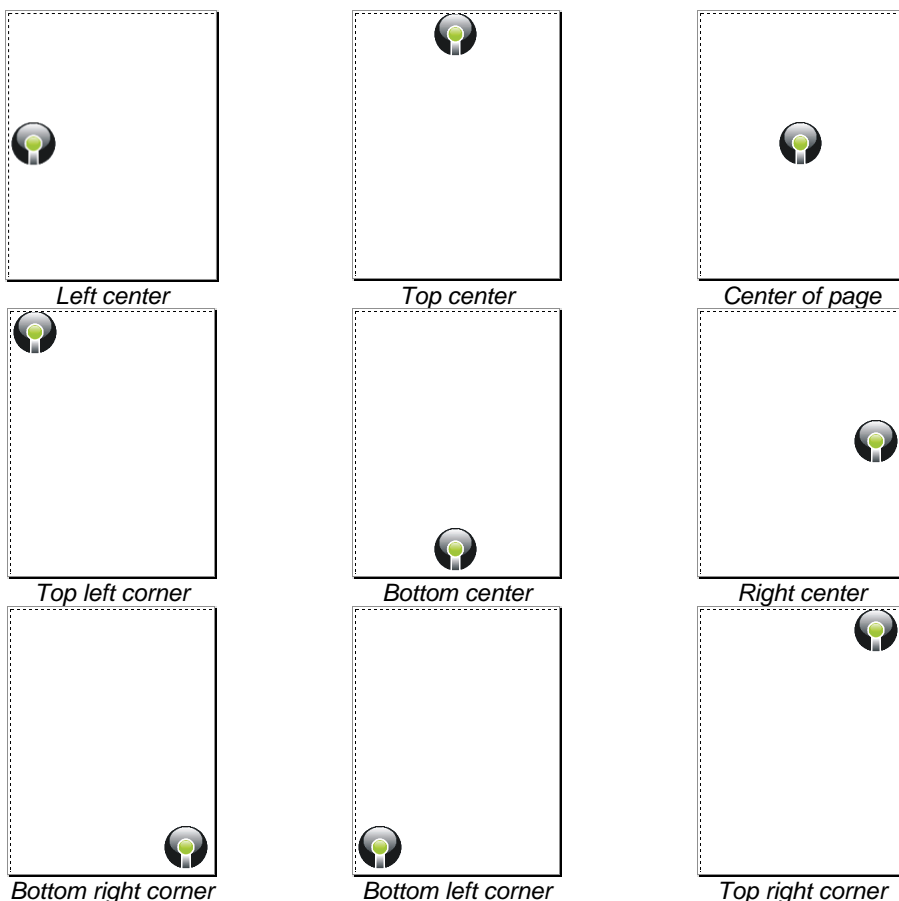 Left center
Top center
Center of page
Top left corner
Bottom center
Right center
Bottom right corner
Bottom left corner
Top right corner